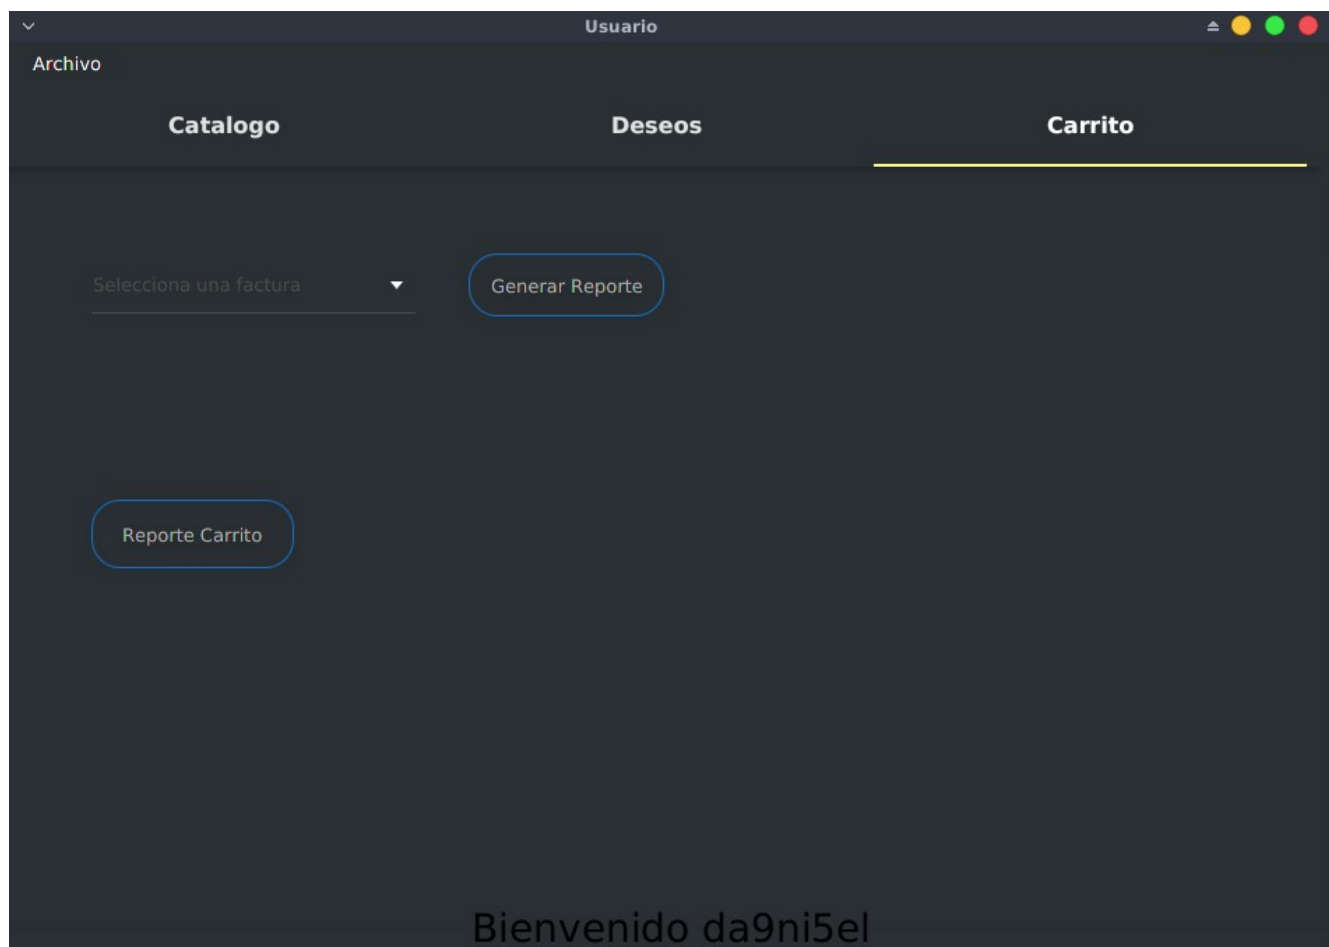 Usuario
Archivo
Catalogo Deseos Carrito
Selecciona una factura Generar Reporte
Reporte Carrito
Bienvenido da9ni5el